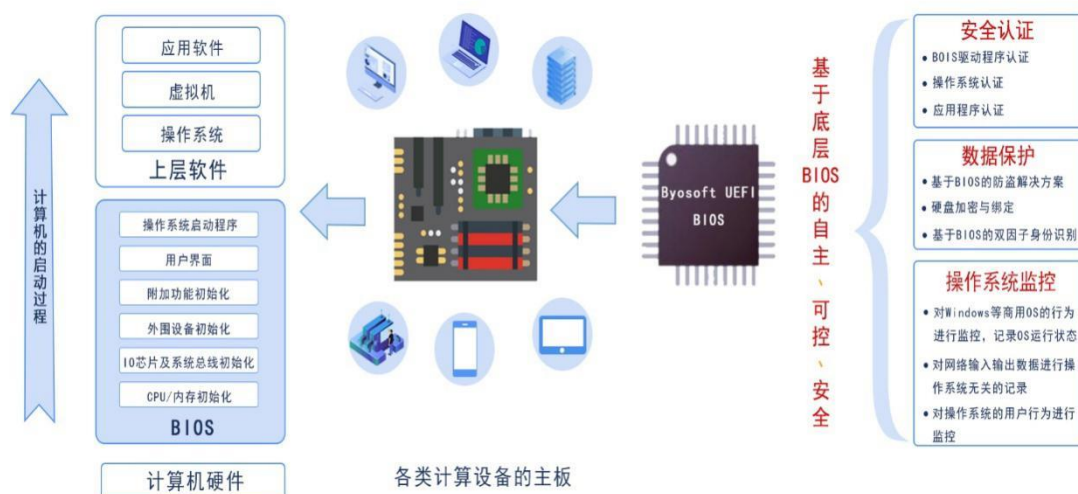 计算机的启动过程
应用软件
虚拟机
操作系统
上层软件
操作系统启动程序
用户界面
附加功能初始化
外围设备初始化
IO芯片及系统总线初始化
CPU/内存初始化
BIOS
计算机硬件
各类计算设备的主板
Byosoft UEFI
BIOS
基于底层BIOS的自主、可控、安全
安全认证
• BOIS驱动程序认证
• 操作系统认证
• 应用程序认证
数据保护
• 基于BIOS的防盗解决方案
• 硬盘加密与绑定
• 基于BIOS的双因子身份识别
操作系统监控
• 对Windows等商用OS的行为
进行监控，记录OS运行状态
• 对网络输入输出数据进行操
作系统无关的记录
• 对操作系统的用户行为进行
监控